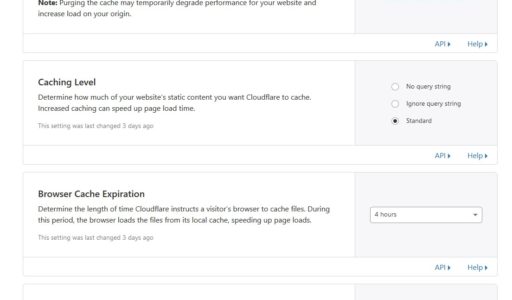 Note: Purging the cache may temporarily degrade performance for your website and
increase load on your origin.
API
Help
Caching Level
Determine how much of your website's static content you want Cloudflare to cache.
Increased caching can speed up page load time.
This setting was last changed 3 days ago
No query string
Ignore query string
Standard
API
Help
Browser Cache Expiration
Determine the length of time Cloudflare instructs a visitor's browser to cache files. During
this period, the browser loads the files from its local cache, speeding up page loads.
This setting was last changed 3 days ago
4 hours
API
Help